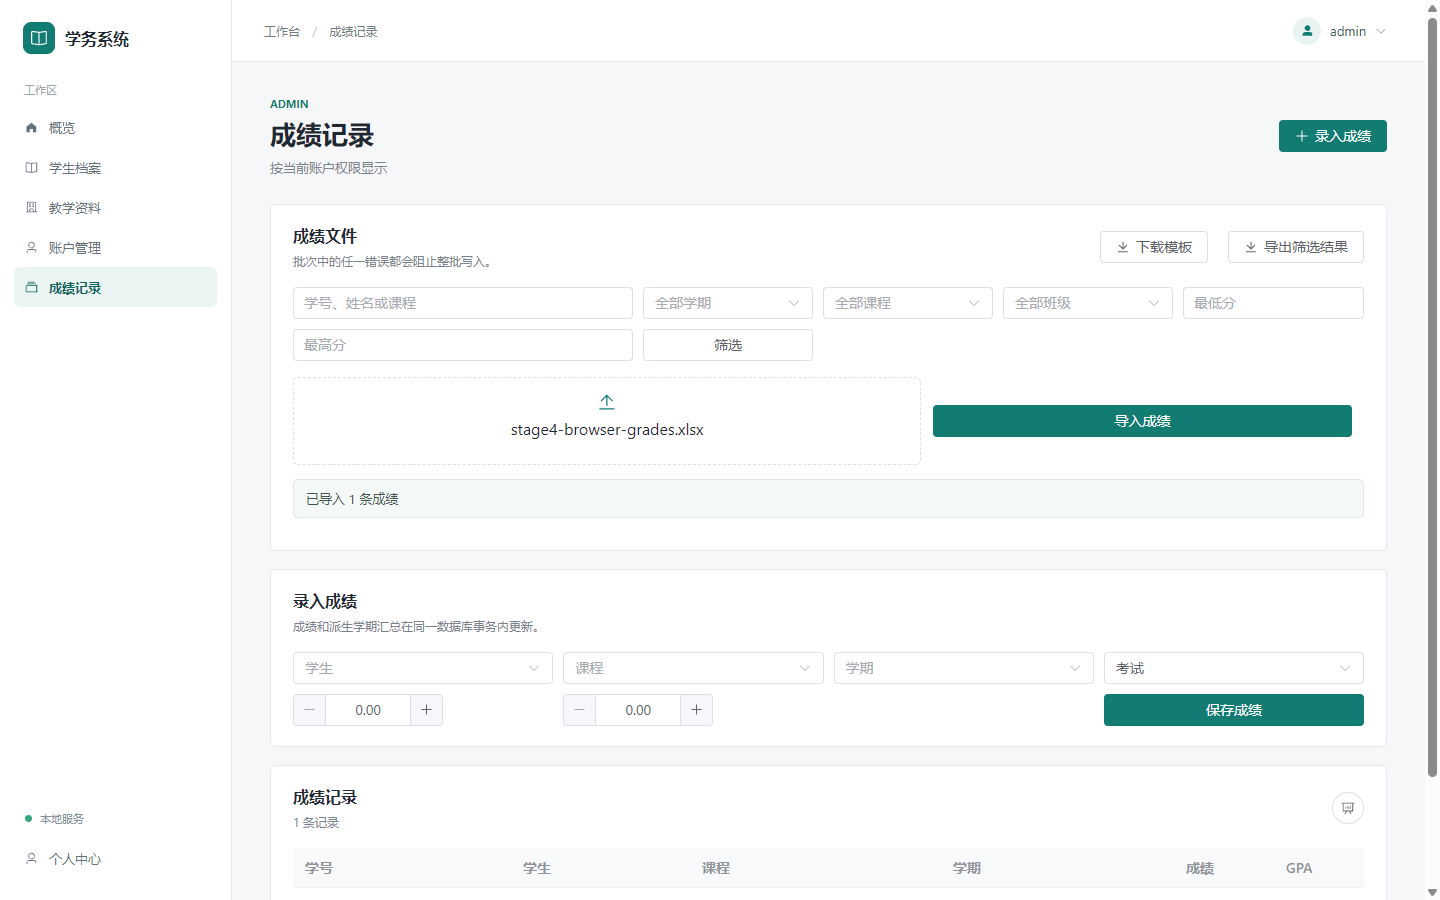 学务系统
工作区
概览
学生档案
教学资料
账户管理
成绩记录
本地服务
个人中心
工作台 / 成绩记录
admin
ADMIN
成绩记录
按当前账户权限显示
录入成绩
成绩文件
批次中的任一错误都会阻止整批写入。
下载模板
导出筛选结果
学号、姓名或课程
全部学期
全部课程
全部班级
最低分
最高分
筛选
stage4-browser-grades.xlsx
导入成绩
已导入 1 条成绩
录入成绩
成绩和派生学期汇总在同一数据库事务内更新。
学生
课程
学期
考试
0.00
0.00
保存成绩
成绩记录
1 条记录
学号 学生 课程 学期 成绩 GPA